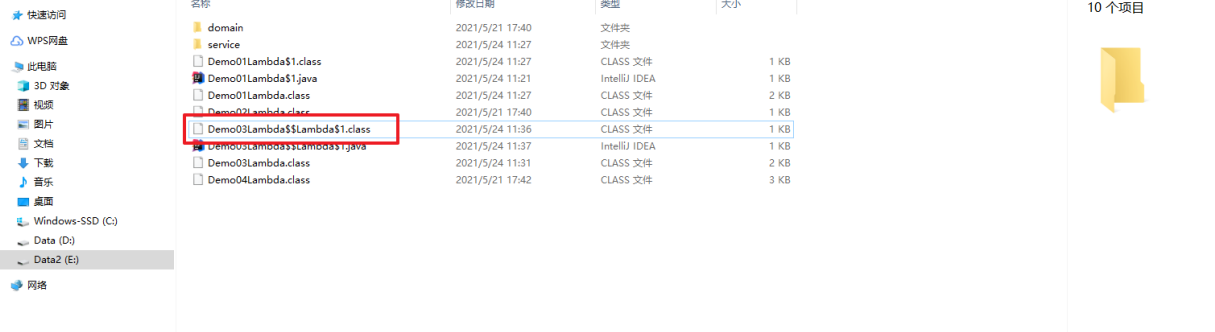 名称 修改日期 类型 大小
10 个项目
快速访问
WPS网盘
此电脑
3D 对象
视频
图片
文档
下载
音乐
桌面
Windows-SSD (C:)
Data (D:)
Data2 (E:)
网络
domain 2021/5/21 17:40 文件夹
service 2021/5/24 11:27 文件夹
Demo01Lambda$1.class 2021/5/24 11:27 CLASS 文件 1 KB
Demo01Lambda$1.java 2021/5/24 11:21 IntelliJ IDEA 1 KB
Demo01Lambda.class 2021/5/24 11:27 CLASS 文件 2 KB
Demo02Lambda.class 2021/5/21 17:40 CLASS 文件 1 KB
Demo03Lambda$$Lambda$1.class 2021/5/24 11:36 CLASS 文件 1 KB
Demo03Lambda$$Lambda$1.java 2021/5/24 11:37 IntelliJ IDEA 1 KB
Demo03Lambda.class 2021/5/24 11:31 CLASS 文件 2 KB
Demo04Lambda.class 2021/5/21 17:42 CLASS 文件 3 KB